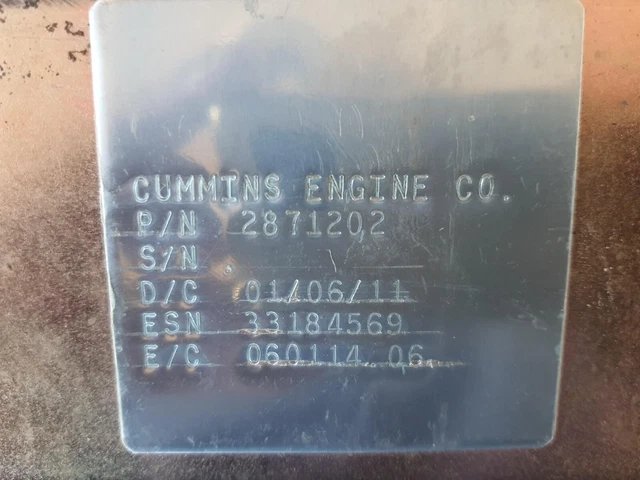 CUMMINS ENGINE CO.
P/N 2871202
S/N
D/C 01/06/11
ESN 33184569
E/C 060114 06